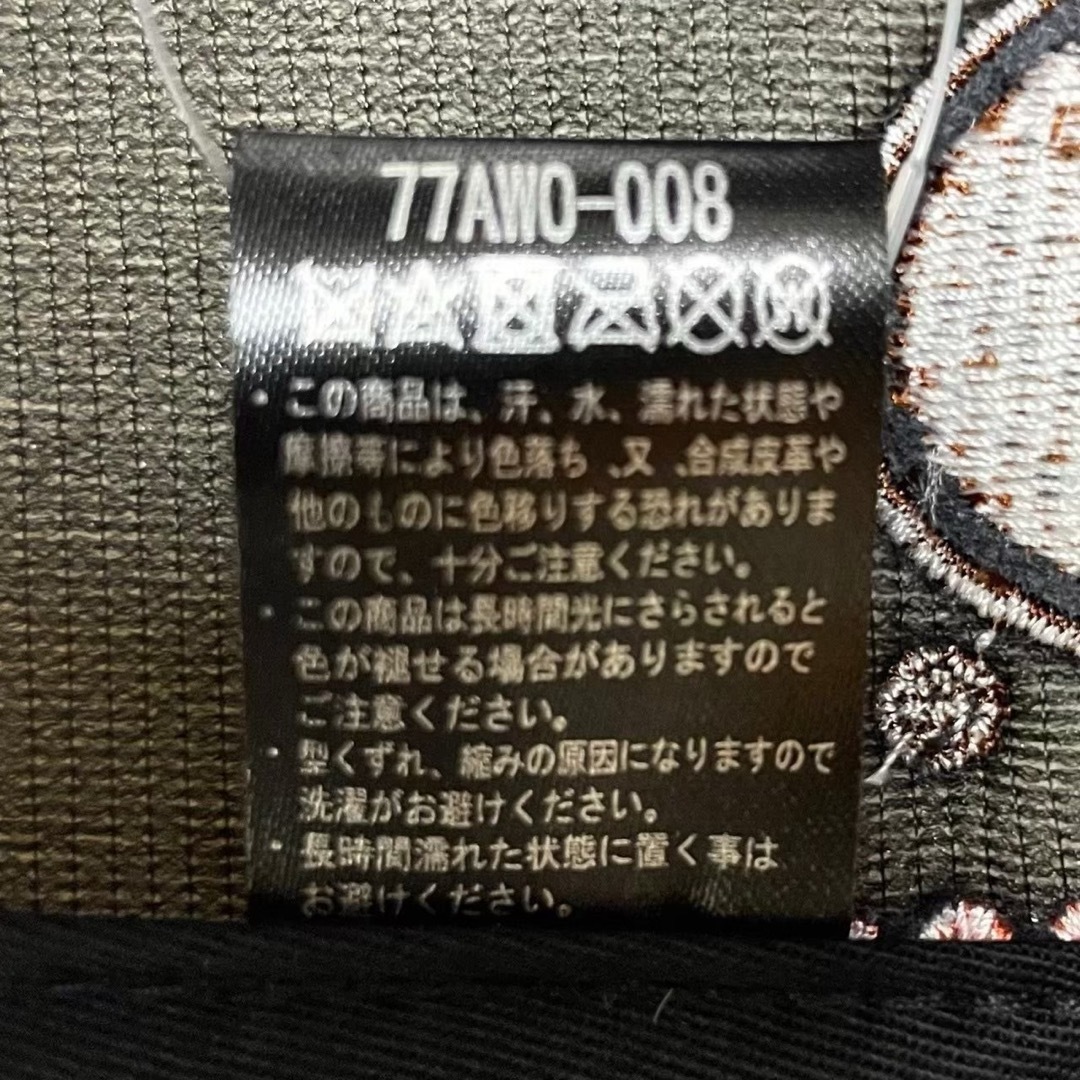 77AWO-008
W
・この商品は、汗、水、濡れた状態や
摩擦等により色落ち、又、合成皮革や
他のものに色移りする恐れがありま
すので、十分ご注意ください。
・この商品は長時間光にさらされると
色が褪せる場合がありますので
ご注意ください。
・型くずれ、縮みの原因になりますので
洗濯がお避けください。
・長時間濡れた状態に置く事は
お避けください。